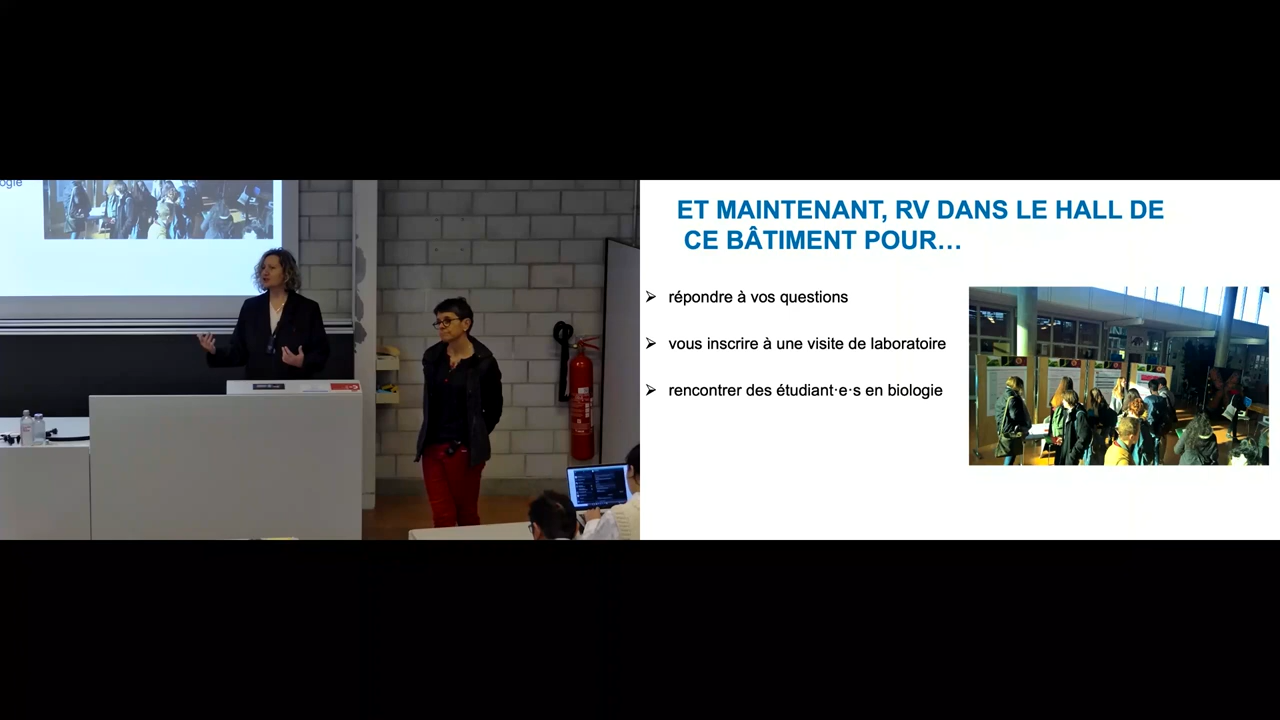 ogie
ET MAINTENANT, RV DANS LE HALL DE
CE BÂTIMENT POUR…
répondre à vos questions
vous inscrire à une visite de laboratoire
rencontrer des étudiant·e·s en biologie